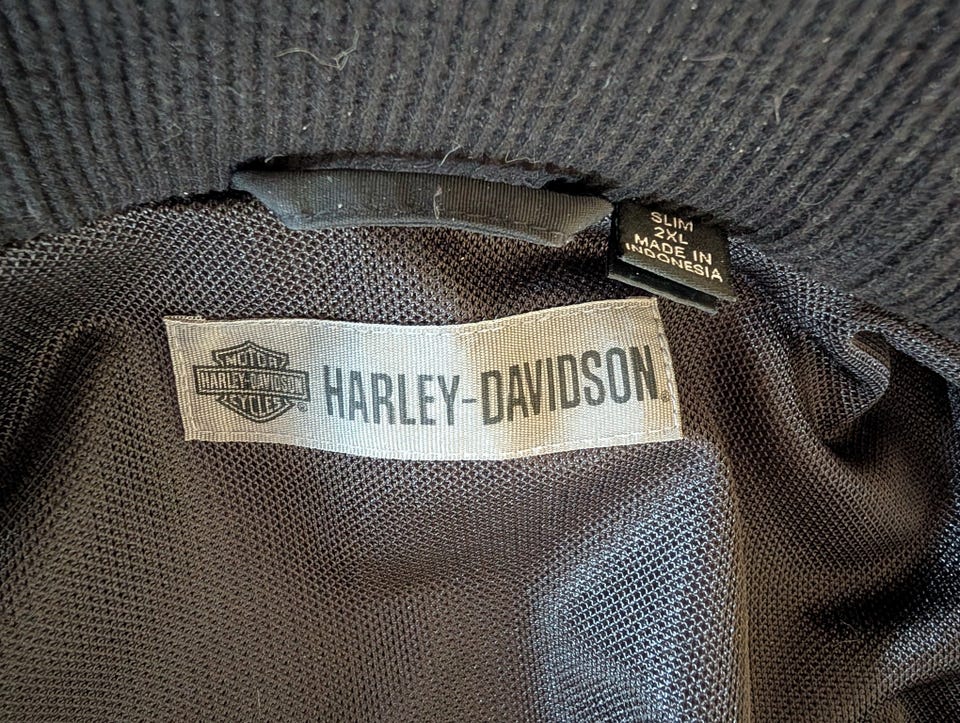 SLIM
2XL
MADE IN
INDONESIA
MOTOR
HARLEY-DAVIDSON
CYCLES
®
HARLEY-DAVIDSON®